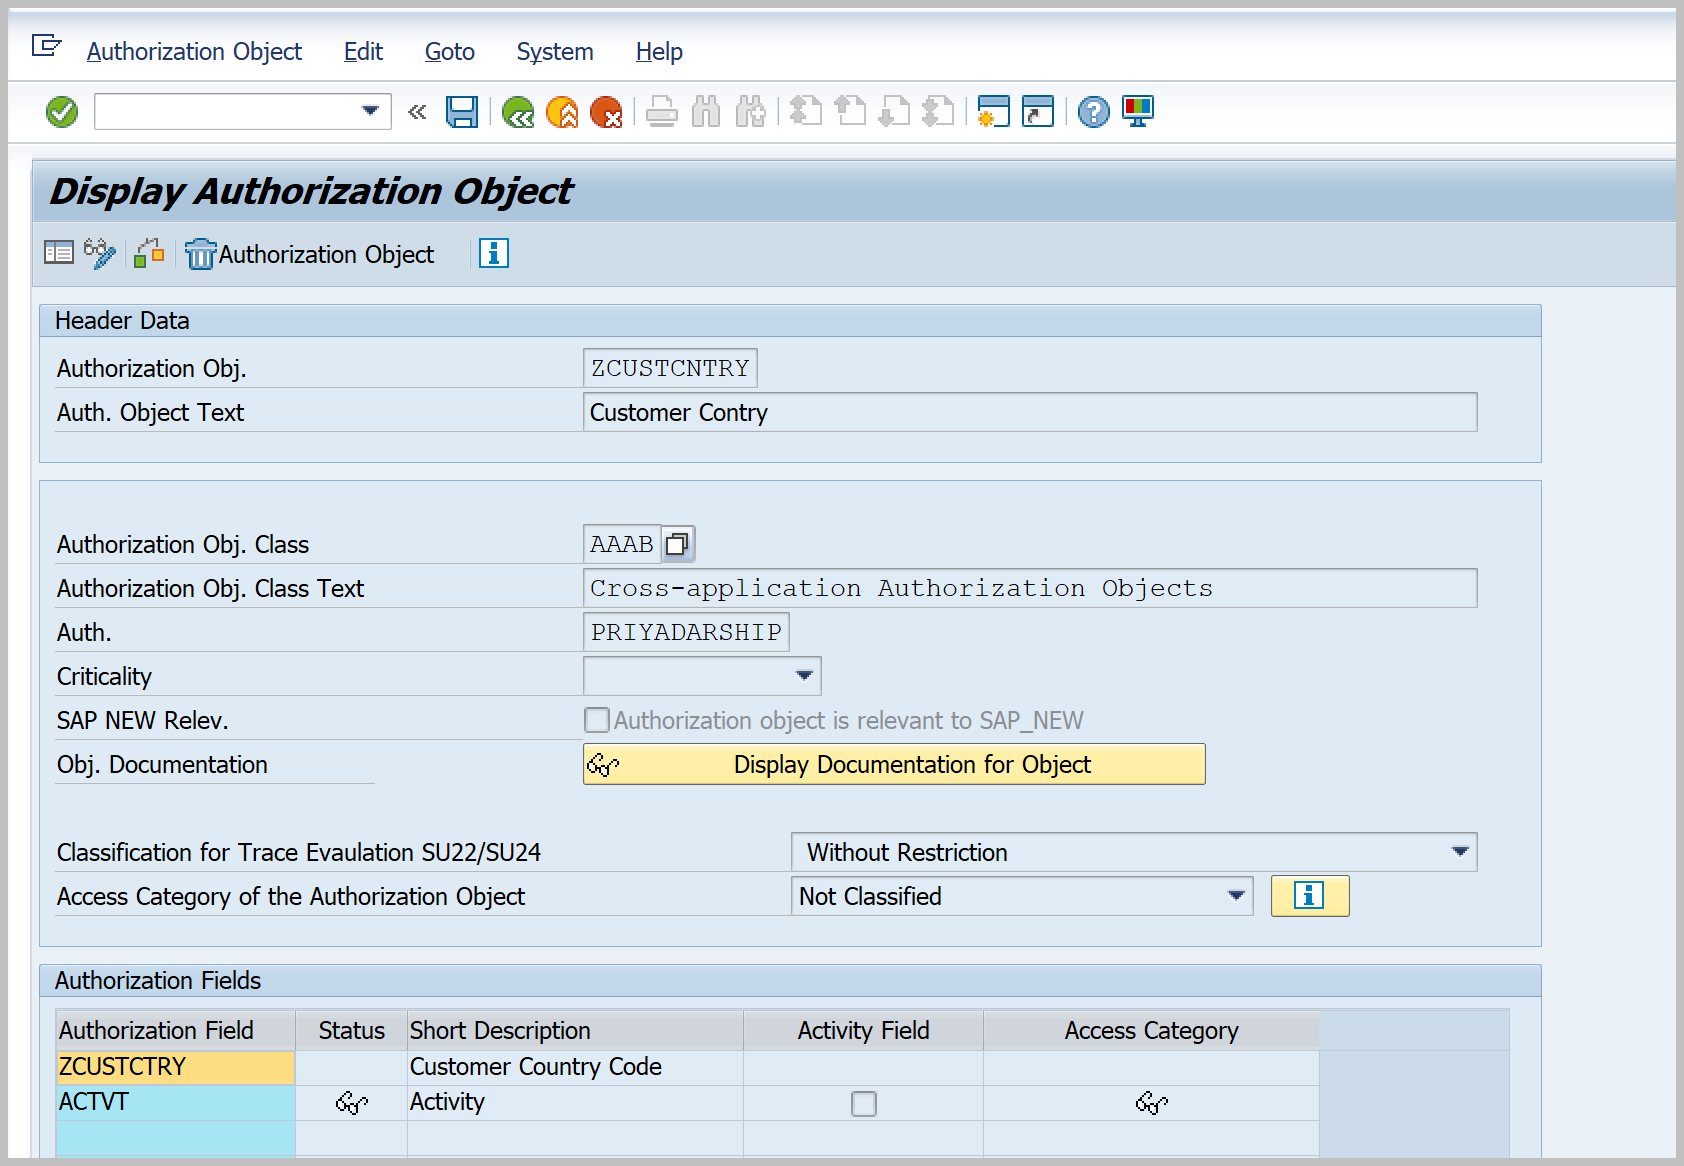 Authorization Object Edit Goto System Help
Display Authorization Object
Authorization Object
Header Data
Authorization Obj. ZCUSTCNTRY
Auth. Object Text Customer Contry
Authorization Obj. Class AAAB
Authorization Obj. Class Text Cross-application Authorization Objects
Auth. PRIYADARSHIP
Criticality
SAP NEW Relev. Authorization object is relevant to SAP_NEW
Obj. Documentation Display Documentation for Object
Classification for Trace Evaulation SU22/SU24 Without Restriction
Access Category of the Authorization Object Not Classified
Authorization Fields
Authorization Field Status Short Description Activity Field Access Category
ZCUSTCTRY Customer Country Code
ACTVT Activity